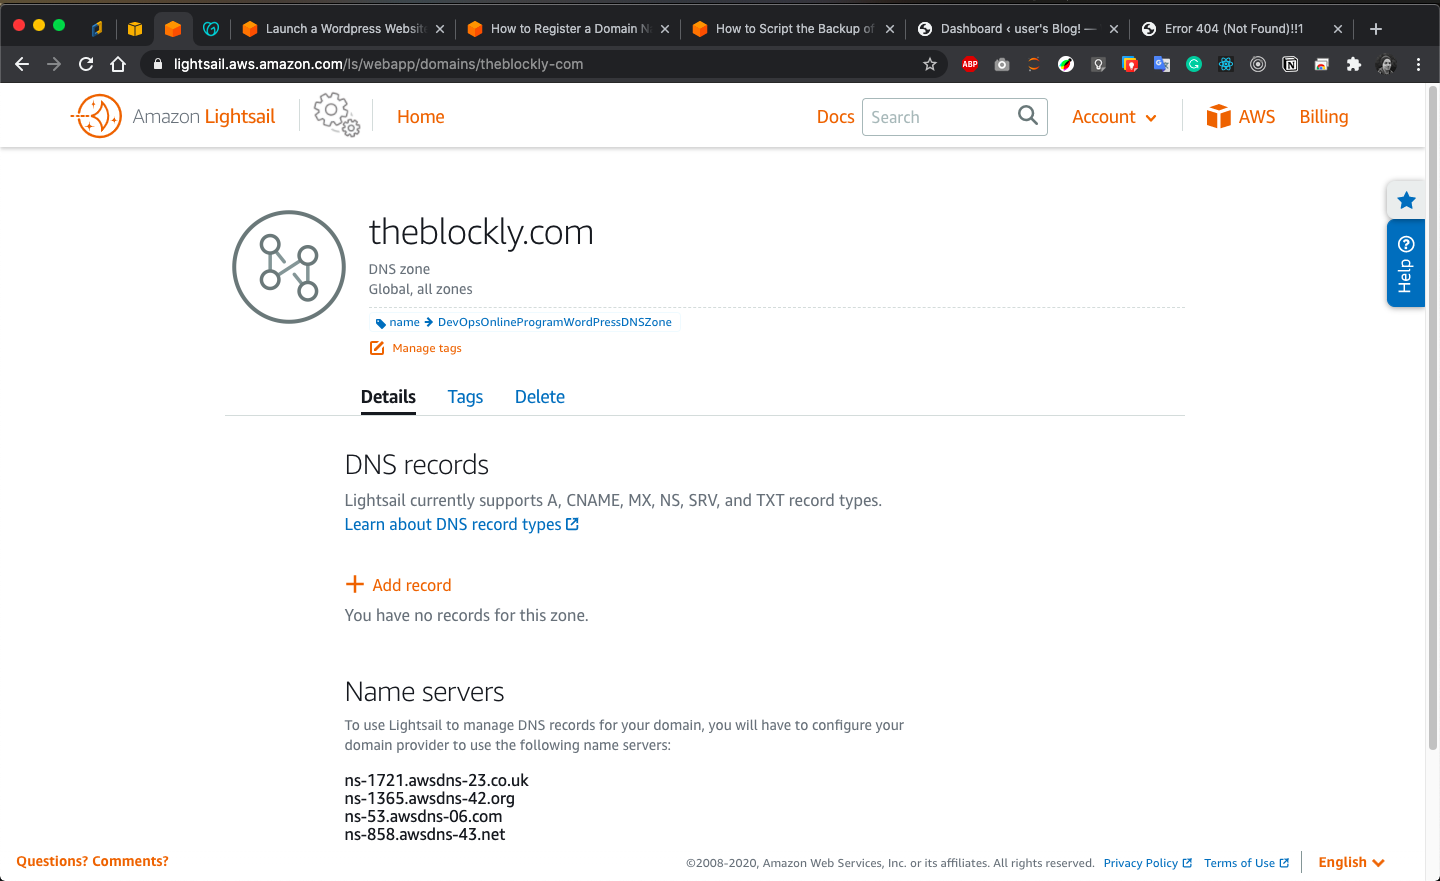 Launch a Wordpress Website
How to Register a Domain N
How to Script the Backup of
Dashboard ‹ user's Blog! —
Error 404 (Not Found)!!1
lightsail.aws.amazon.com/ls/webapp/domains/theblockly-com
ABP
Amazon Lightsail
Home
Docs
Search
Account
AWS
Billing
theblockly.com
DNS zone
Global, all zones
name → DevOpsOnlineProgramWordPressDNSZone
Manage tags
Help
Details Tags Delete
DNS records
Lightsail currently supports A, CNAME, MX, NS, SRV, and TXT record types.
Learn about DNS record types
+ Add record
You have no records for this zone.
Name servers
To use Lightsail to manage DNS records for your domain, you will have to configure your
domain provider to use the following name servers:
ns-1721.awsdns-23.co.uk
ns-1365.awsdns-42.org
ns-53.awsdns-06.com
ns-858.awsdns-43.net
Questions? Comments?
©2008-2020, Amazon Web Services, Inc. or its affiliates. All rights reserved.
Privacy Policy
Terms of Use
English